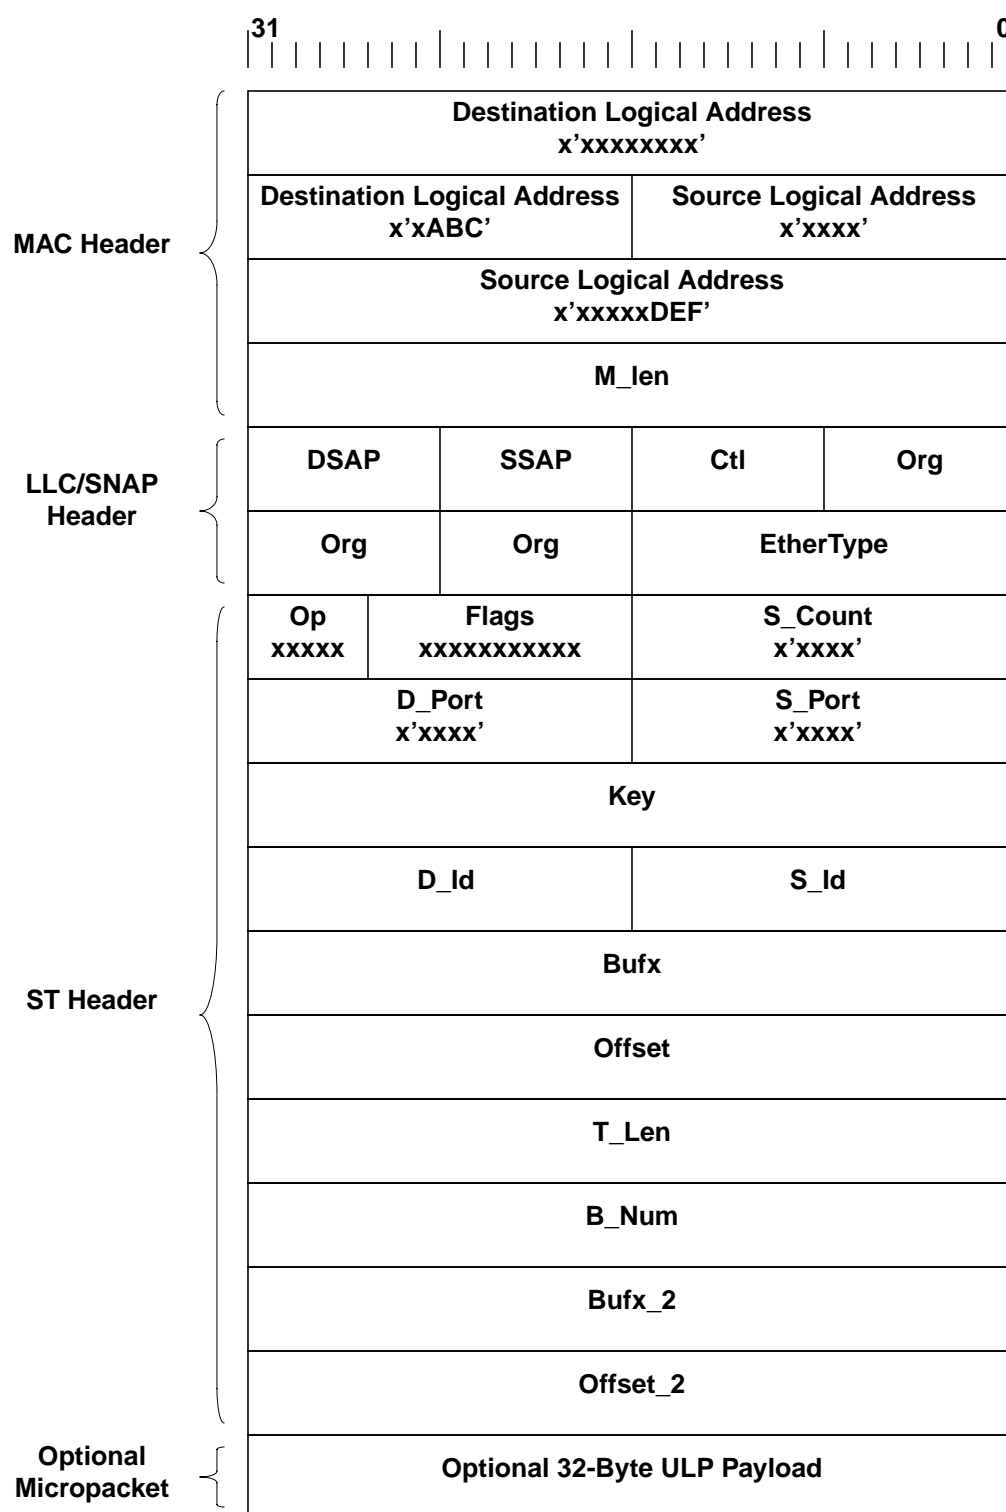 31 0
Destination Logical Address
x’xxxxxxxx’
Destination Logical Address Source Logical Address
x’xABC’ x’xxxx’
MAC Header
Source Logical Address
x’xxxxxDEF’
M_len
DSAP SSAP Ctl Org
LLC/SNAP
Header
Org Org EtherType
Op Flags S_Count
xxxxx xxxxxxxxxxx x’xxxx’
D_Port S_Port
x’xxxx’ x’xxxx’
Key
D_Id S_Id
Bufx
ST Header
Offset
T_Len
B_Num
Bufx_2
Offset_2
Optional
Micropacket
Optional 32-Byte ULP Payload